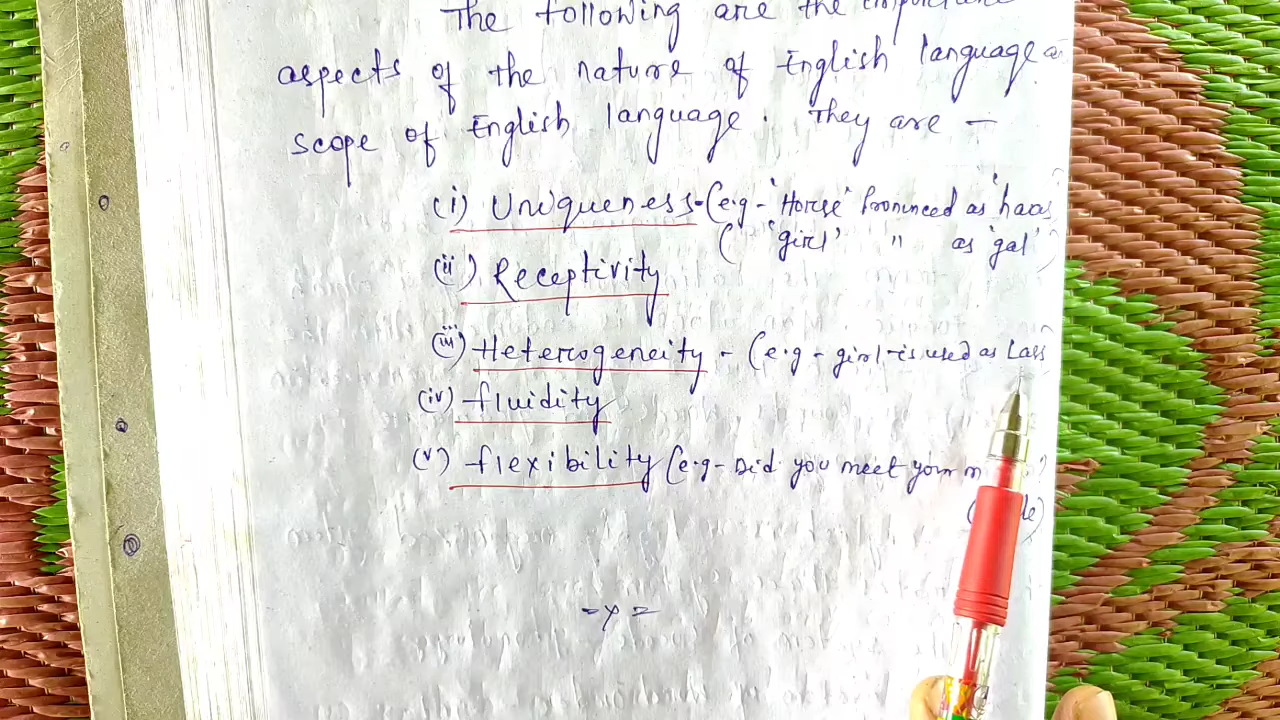 The following are the important
aspects of the nature of English language
scope of English language. They are -
(i) Uniqueness - (e.g - 'Horse' Pronunced as 'haas'
( 'girl' " as 'gal')
(ii) Receptivity
(iii) Heterogeneity - (e.g - girl is used as Lass
(iv) fluidity
(v) flexibility (e.g - Did you meet your
=x=